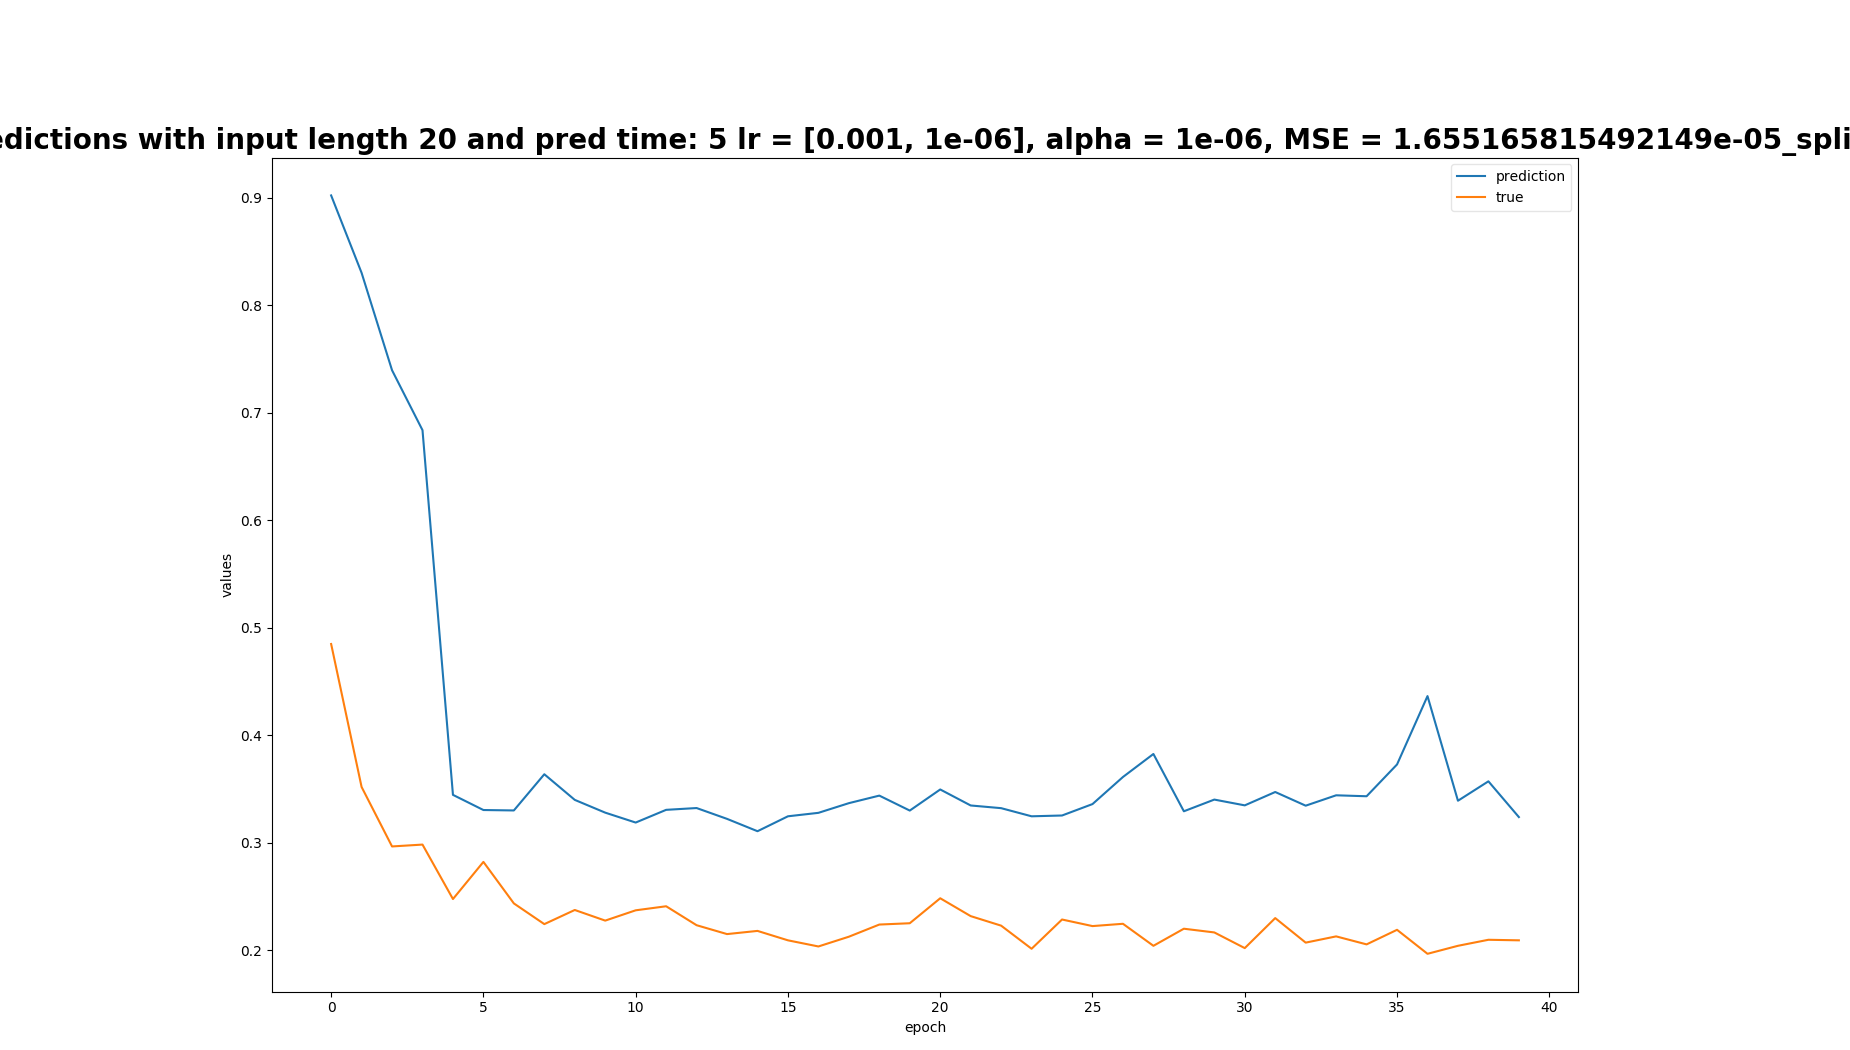 edictions with input length 20 and pred time: 5 lr = [0.001, 1e-06], alpha = 1e-06, MSE = 1.655165815492149e-05_spli
prediction
true
0.9
0.8
0.7
0.6
0.5
0.4
0.3
0.2
values
0 5 10 15 20 25 30 35 40
epoch